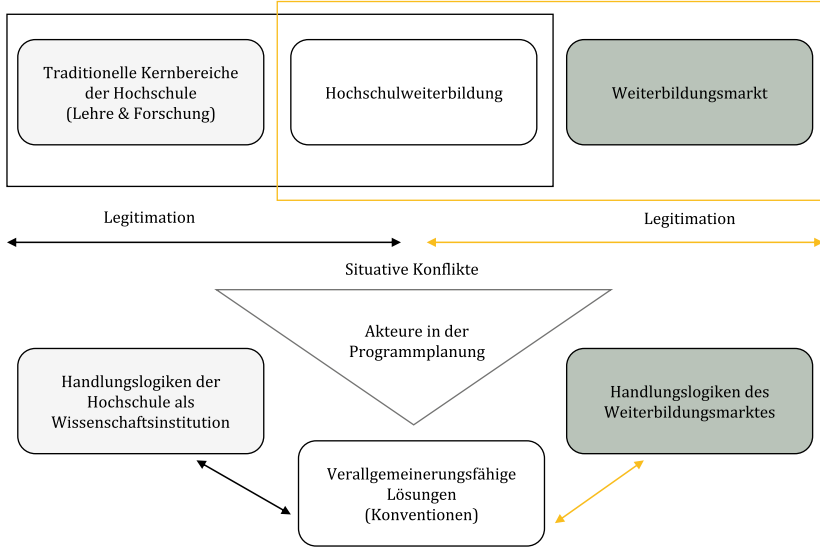 Traditionelle Kernbereiche
der Hochschule
(Lehre & Forschung)
Hochschulweiterbildung
Weiterbildungsmarkt
Legitimation
Legitimation
Situative Konflikte
Akteure in der
Programmplanung
Handlungslogiken der
Hochschule als
Wissenschaftsinstitution
Handlungslogiken des
Weiterbildungsmarktes
Verallgemeinerungsfähige
Lösungen
(Konventionen)